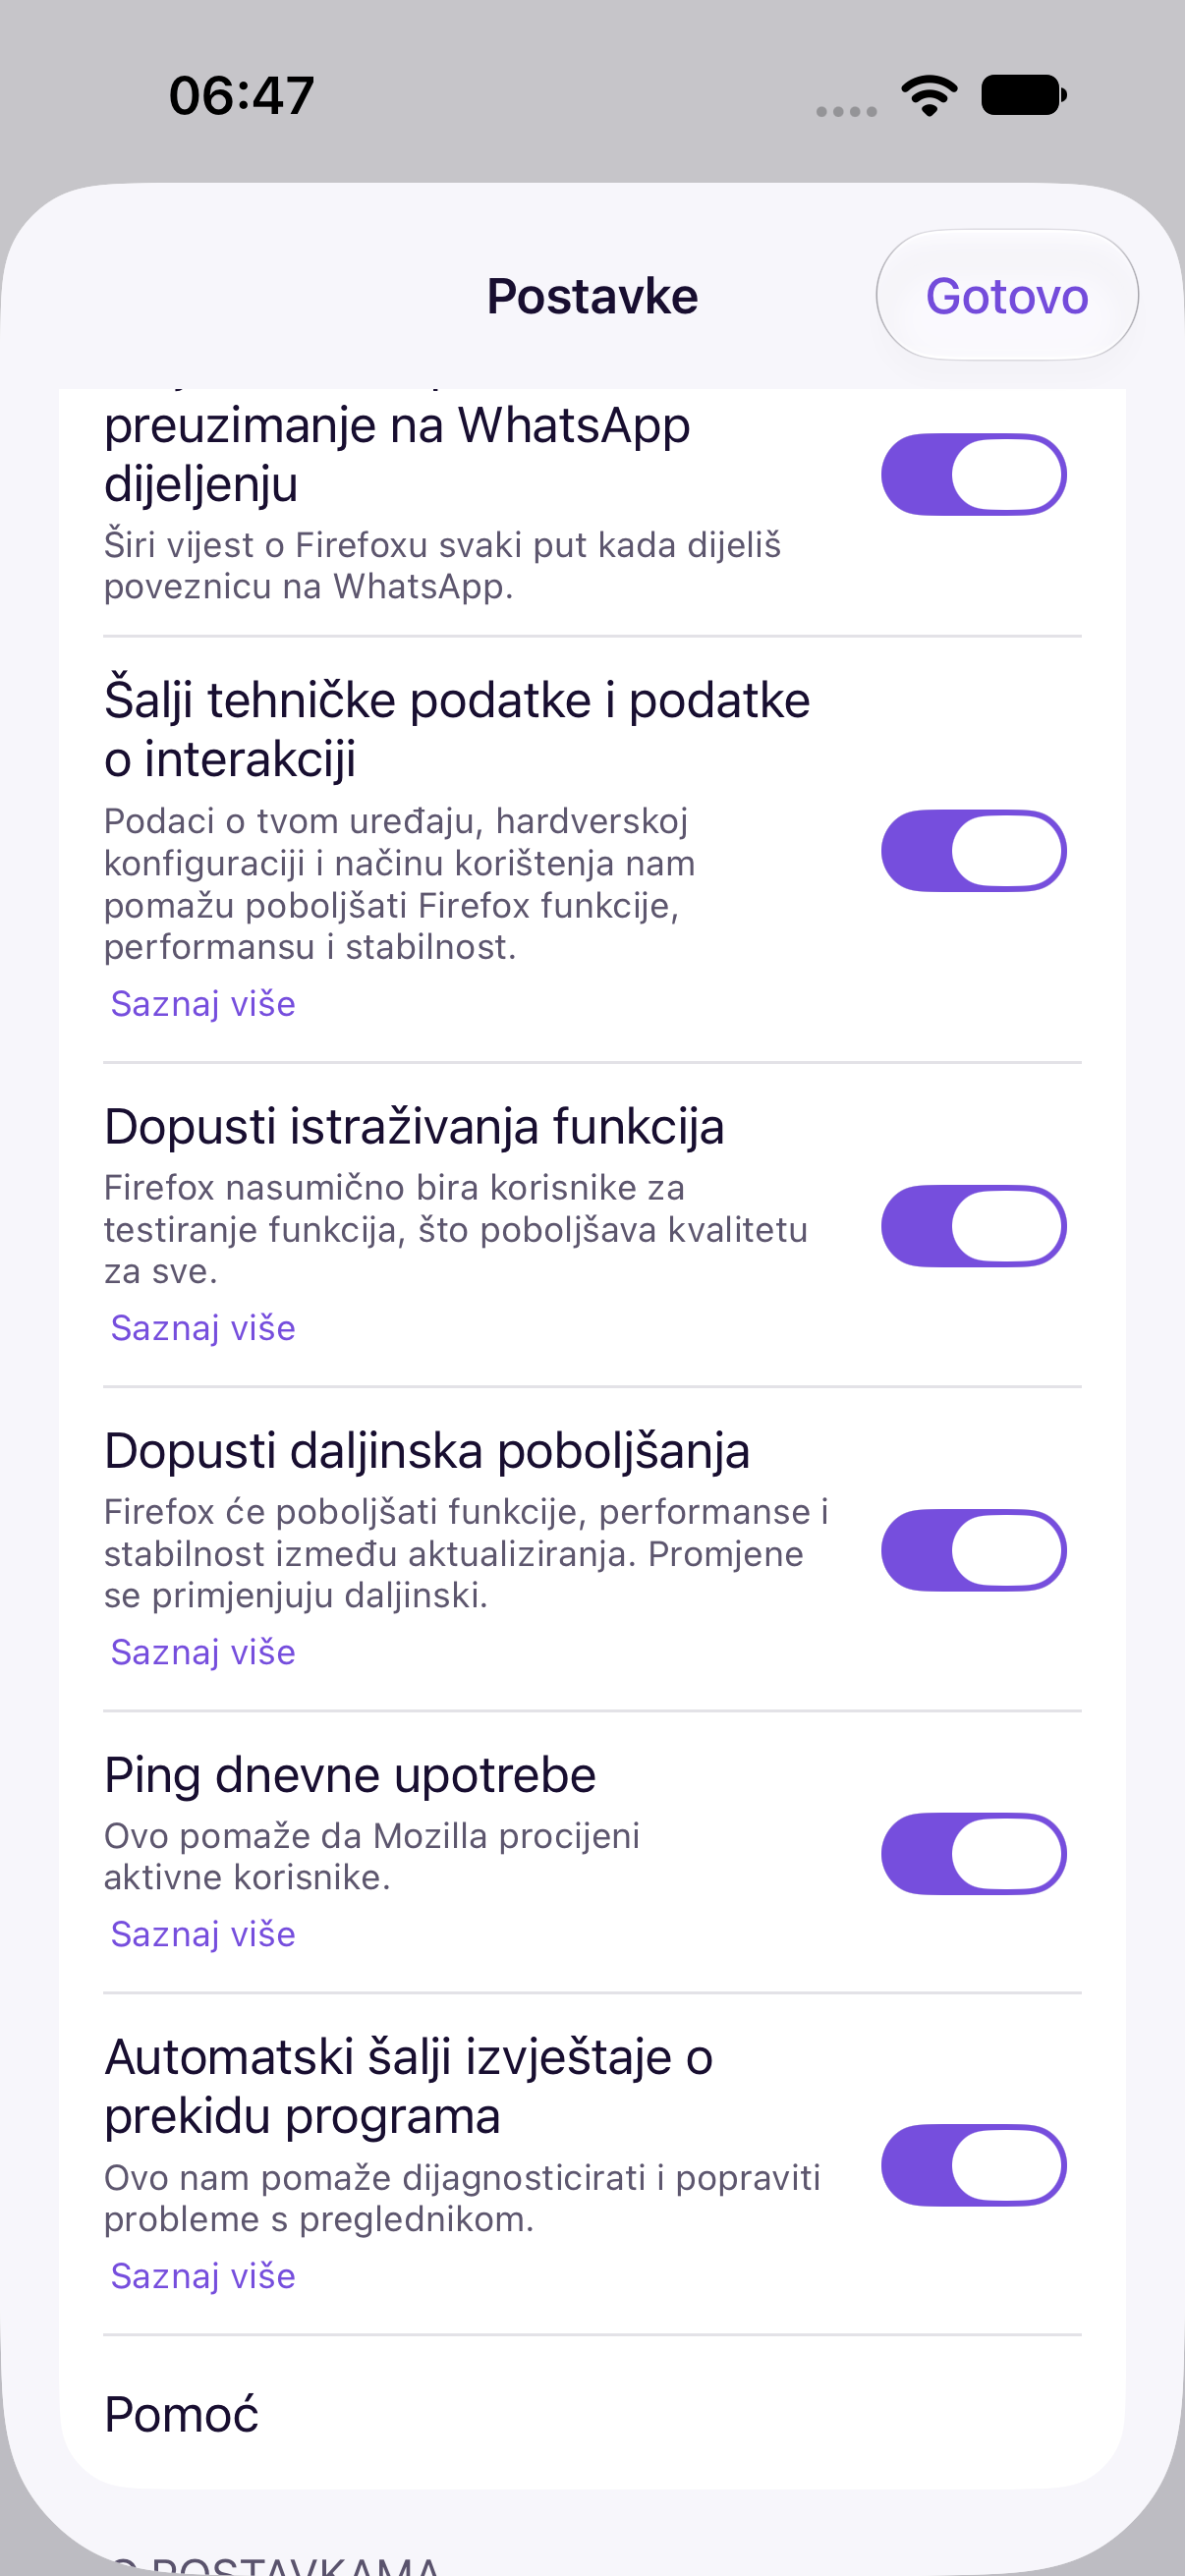 06:47
Postavke
Gotovo
preuzimanje na WhatsApp
dijeljenju
Širi vijest o Firefoxu svaki put kada dijeliš
poveznicu na WhatsApp.
Šalji tehničke podatke i podatke
o interakciji
Podaci o tvom uređaju, hardverskoj
konfiguraciji i načinu korištenja nam
pomažu poboljšati Firefox funkcije,
performansu i stabilnost.
Saznaj više
Dopusti istraživanja funkcija
Firefox nasumično bira korisnike za
testiranje funkcija, što poboljšava kvalitetu
za sve.
Saznaj više
Dopusti daljinska poboljšanja
Firefox će poboljšati funkcije, performanse i
stabilnost između aktualiziranja. Promjene
se primjenjuju daljinski.
Saznaj više
Ping dnevne upotrebe
Ovo pomaže da Mozilla procijeni
aktivne korisnike.
Saznaj više
Automatski šalji izvještaje o
prekidu programa
Ovo nam pomaže dijagnosticirati i popraviti
probleme s preglednikom.
Saznaj više
Pomoć
O POSTAVKAMA